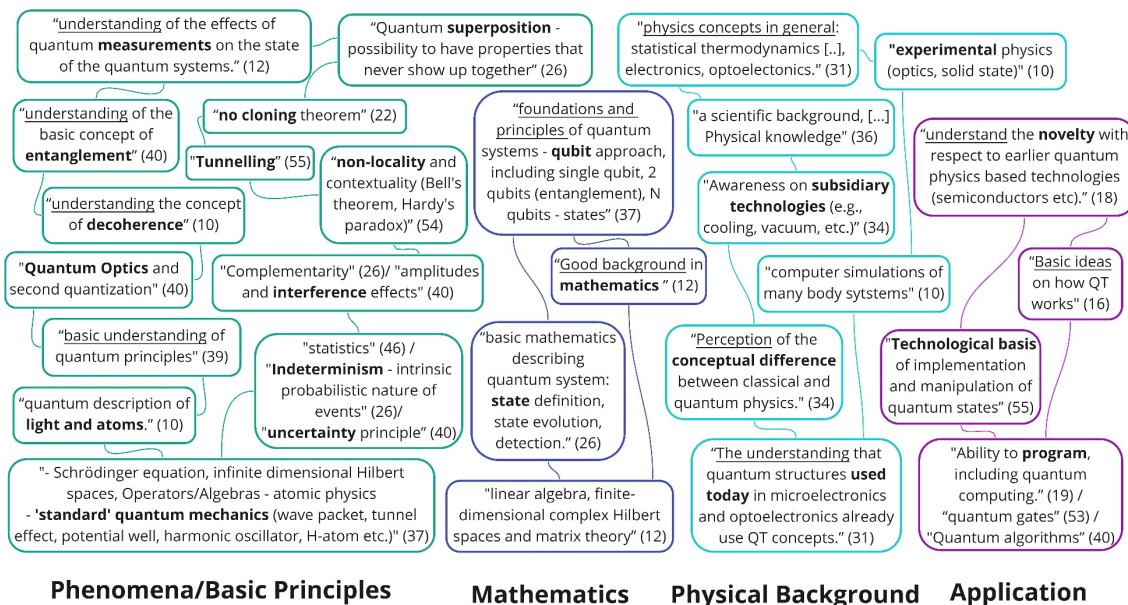 “understanding of the effects of
quantum measurements on the state
of the quantum systems.” (12)
“Quantum superposition -
possibility to have properties that
never show up together” (26)
“understanding of the
basic concept of
entanglement” (40)
“no cloning theorem” (22)
"Tunnelling” (55)
“non-locality and
contextuality (Bell's
theorem, Hardy's
paradox)” (54)
“understanding the concept
of decoherence” (10)
"Quantum Optics and
second quantization" (40)
"Complementarity" (26)/ "amplitudes
and interference effects" (40)
“basic understanding of
quantum principles" (39)
"statistics" (46) /
"Indeterminism - intrinsic
probabilistic nature of
events" (26)/
"uncertainty principle” (40)
“quantum description of
light and atoms.” (10)
"- Schrödinger equation, infinite dimensional Hilbert
spaces, Operators/Algebras - atomic physics
- 'standard' quantum mechanics (wave packet, tunnel
effect, potential well, harmonic oscillator, H-atom etc.)" (37)
Phenomena/Basic Principles
“foundations and
principles of quantum
systems - qubit approach,
including single qubit, 2
qubits (entanglement), N
qubits - states” (37)
“Good background in
mathematics ” (12)
“basic mathematics
describing
quantum system:
state definition,
state evolution,
detection.” (26)
"linear algebra, finite-
dimensional complex Hilbert
spaces and matrix theory” (12)
Mathematics
"physics concepts in general:
statistical thermodynamics [..],
electronics, optoelectonics." (31)
"experimental physics
(optics, solid state)" (10)
"a scientific background, [...]
Physical knowledge" (36)
"Awareness on subsidiary
technologies (e.g.,
cooling, vacuum, etc.)” (34)
"computer simulations of
many body sytstems" (10)
“Perception of the
conceptual difference
between classical and
quantum physics." (34)
“The understanding that
quantum structures used
today in microelectronics
and optoelectronics already
use QT concepts.” (31)
Physical Background
“understand the novelty with
respect to earlier quantum
physics based technologies
(semiconductors etc).” (18)
“Basic ideas
on how QT
works" (16)
"Technological basis
of implementation
and manipulation of
quantum states” (55)
"Ability to program,
including quantum
computing.” (19) /
“quantum gates” (53) /
"Quantum algorithms” (40)
Application